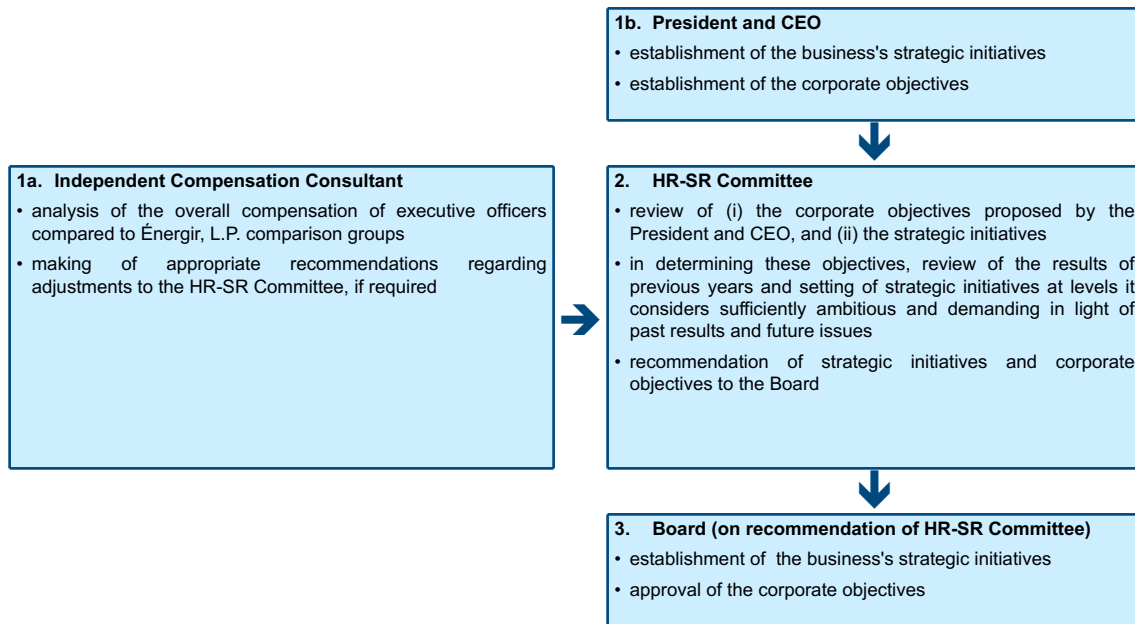 1b. President and CEO
• establishment of the business's strategic initiatives
• establishment of the corporate objectives
1a. Independent Compensation Consultant
• analysis of the overall compensation of executive officers
compared to Énergir, L.P. comparison groups
• making of appropriate recommendations regarding
adjustments to the HR-SR Committee, if required
2. HR-SR Committee
• review of (i) the corporate objectives proposed by the
President and CEO, and (ii) the strategic initiatives
• in determining these objectives, review of the results of
previous years and setting of strategic initiatives at levels it
considers sufficiently ambitious and demanding in light of
past results and future issues
• recommendation of strategic initiatives and corporate
objectives to the Board
3. Board (on recommendation of HR-SR Committee)
• establishment of the business's strategic initiatives
• approval of the corporate objectives